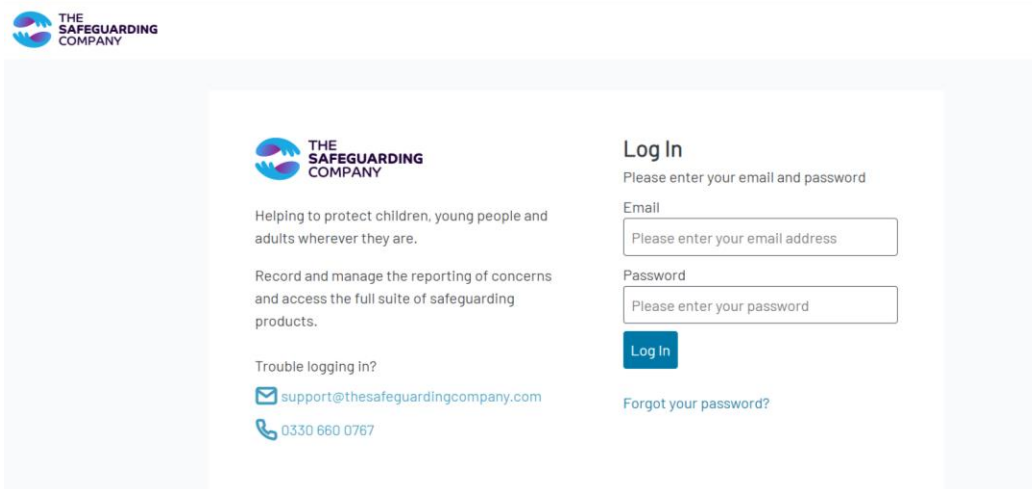 THE
SAFEGUARDING
COMPANY
THE
SAFEGUARDING
COMPANY
Helping to protect children, young people and
adults wherever they are.
Record and manage the reporting of concerns
and access the full suite of safeguarding
products.
Trouble logging in?
support@thesafeguardingcompany.com
0330 660 0767
Log In
Please enter your email and password
Email
Please enter your email address
Password
Please enter your password
Log In
Forgot your password?